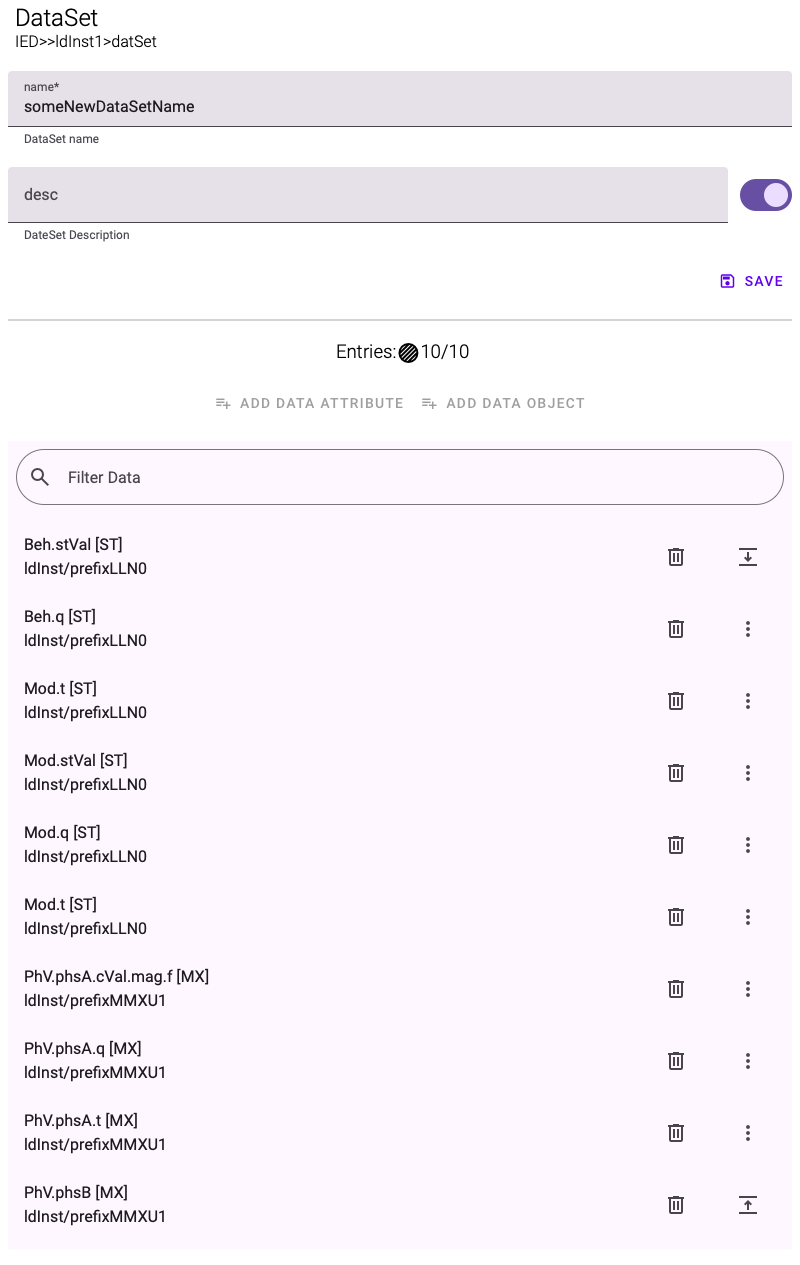 DataSet
IED>>ldInst1>datSet
name*
someNewDataSetName
DataSet name
desc
DateSet Description
SAVE
Entries: 10/10
ADD DATA ATTRIBUTE ADD DATA OBJECT
Filter Data
Beh.stVal [ST]
ldInst/prefixLLN0
Beh.q [ST]
ldInst/prefixLLN0
Mod.t [ST]
ldInst/prefixLLN0
Mod.stVal [ST]
ldInst/prefixLLN0
Mod.q [ST]
ldInst/prefixLLN0
Mod.t [ST]
ldInst/prefixLLN0
PhV.phsA.cVal.mag.f [MX]
ldInst/prefixMMXU1
PhV.phsA.q [MX]
ldInst/prefixMMXU1
PhV.phsA.t [MX]
ldInst/prefixMMXU1
PhV.phsB [MX]
ldInst/prefixMMXU1